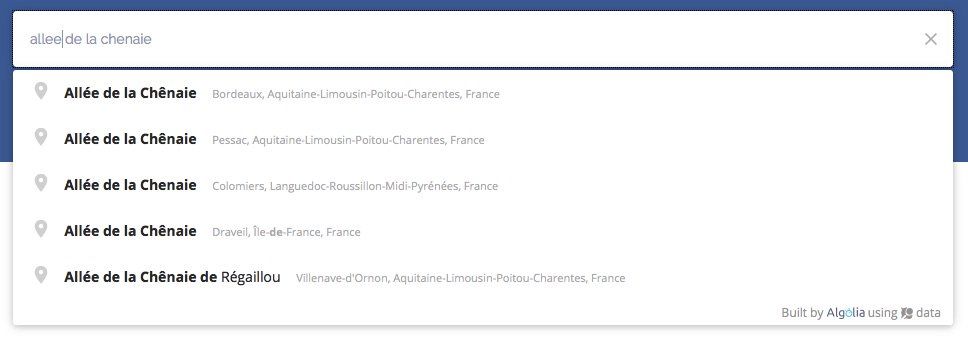 allee de la chenaie
Allée de la Chênaie Bordeaux, Aquitaine-Limousin-Poitou-Charentes, France
Allée de la Chênaie Pessac, Aquitaine-Limousin-Poitou-Charentes, France
Allée de la Chenaie Colomiers, Languedoc-Roussillon-Midi-Pyrénées, France
Allée de la Chênaie Draveil, Île-de-France, France
Allée de la Chênaie de Régaillou Villenave-d'Ornon, Aquitaine-Limousin-Poitou-Charentes, France
Built by Algolia using data